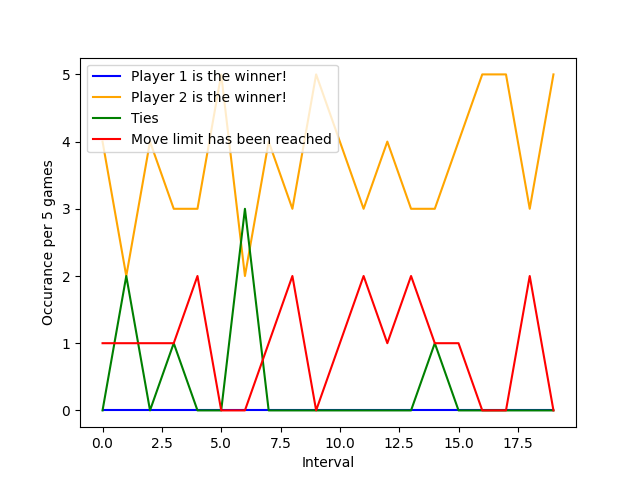 Player 1 is the winner!
Player 2 is the winner!
Ties
Move limit has been reached
5
4
3
2
1
0
Occurance per 5 games
0.0 2.5 5.0 7.5 10.0 12.5 15.0 17.5
Interval